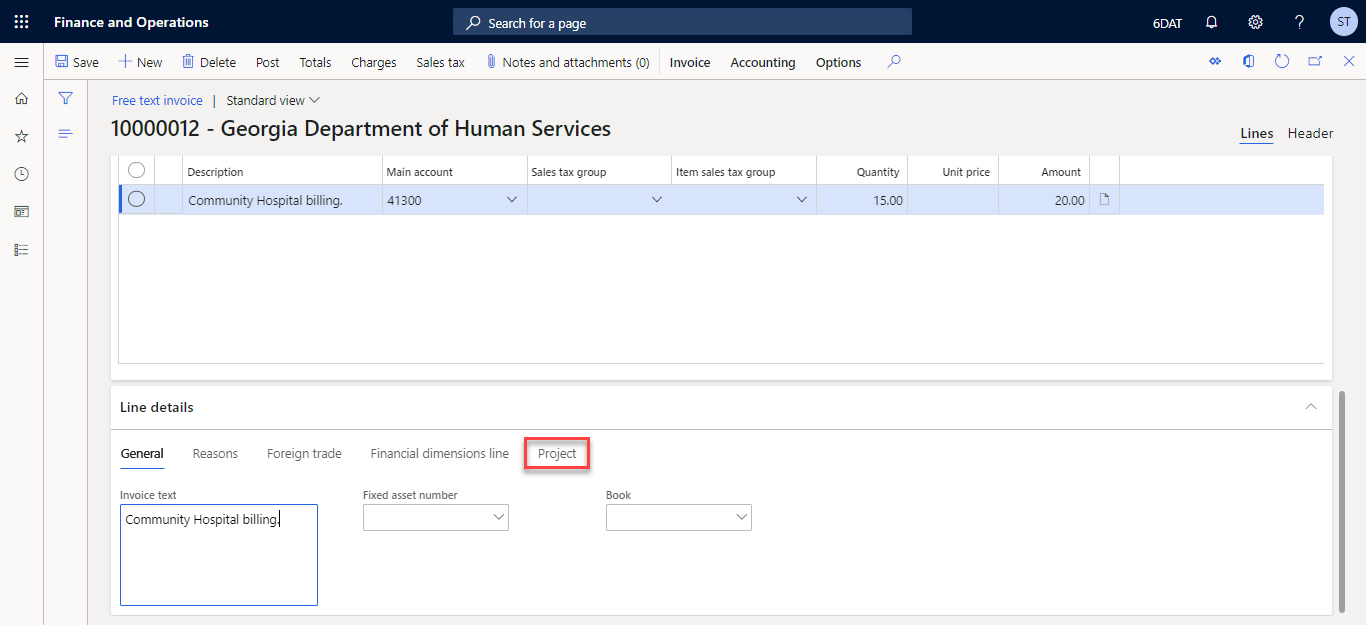 Finance and Operations Search for a page 6DAT ? ST
Save New Delete Post Totals Charges Sales tax Notes and attachments (0) Invoice Accounting Options
Free text invoice | Standard view
10000012 - Georgia Department of Human Services
Lines Header
Description Main account Sales tax group Item sales tax group Quantity Unit price Amount
Community Hospital billing. 41300 15.00 20.00
Line details
General Reasons Foreign trade Financial dimensions line Project
Invoice text Fixed asset number Book
Community Hospital billing.